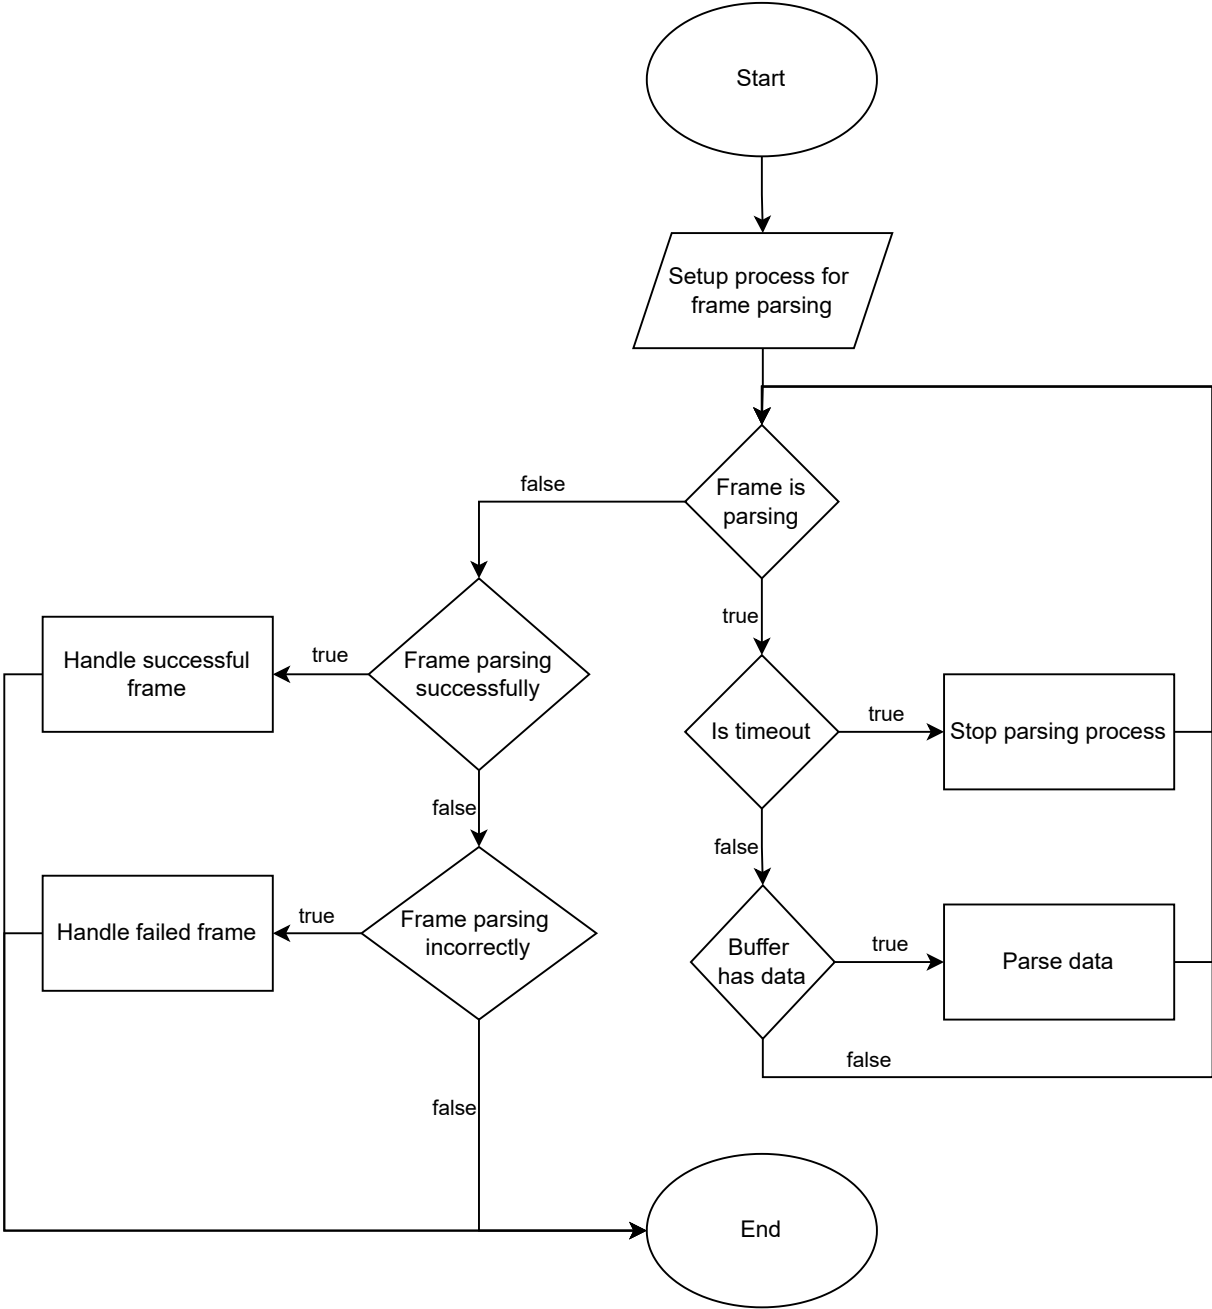 Start
Setup process for
frame parsing
false
Frame is
parsing
true
Handle successful
frame
true
Frame parsing
successfully
Is timeout
true
Stop parsing process
false
false
Handle failed frame
true
Frame parsing
incorrectly
Buffer
has data
true
Parse data
false
false
End